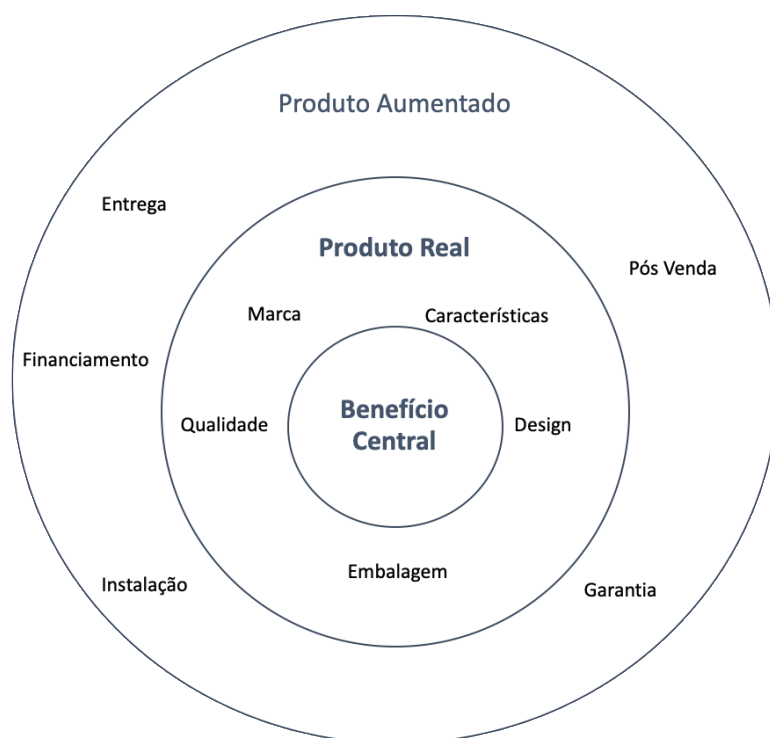 Produto Aumentado
Entrega
Produto Real
Pós Venda
Marca
Características
Financiamento
Benefício
Central
Qualidade
Design
Embalagem
Instalação
Garantia